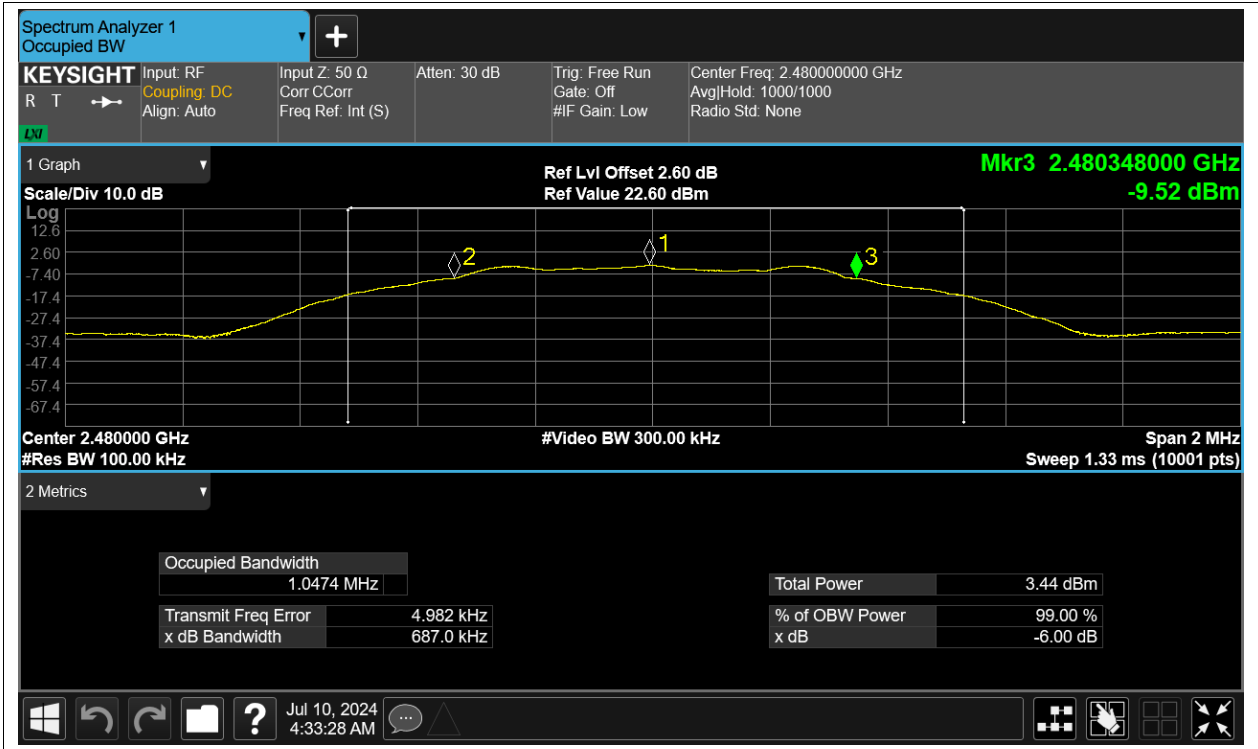 Spectrum Analyzer 1
Occupied BW
KEYSIGHT
R T
LXI
Input: RF
Coupling: DC
Align: Auto
Input Z: 50 Ω
Corr CCorr
Freq Ref: Int (S)
Atten: 30 dB
Trig: Free Run
Gate: Off
#IF Gain: Low
Center Freq: 2.480000000 GHz
Avg|Hold: 1000/1000
Radio Std: None
1 Graph
Scale/Div 10.0 dB
Ref Lvl Offset 2.60 dB
Ref Value 22.60 dBm
Mkr3 2.480348000 GHz
-9.52 dBm
Log
12.6
2.60
-7.40
-17.4
-27.4
-37.4
-47.4
-57.4
-67.4
2
1
3
Center 2.480000 GHz
#Res BW 100.00 kHz
#Video BW 300.00 kHz
Span 2 MHz
Sweep 1.33 ms (10001 pts)
2 Metrics
Occupied Bandwidth
1.0474 MHz
Transmit Freq Error 4.982 kHz
x dB Bandwidth 687.0 kHz
Total Power 3.44 dBm
% of OBW Power 99.00 %
x dB -6.00 dB
?
Jul 10, 2024
4:33:28 AM